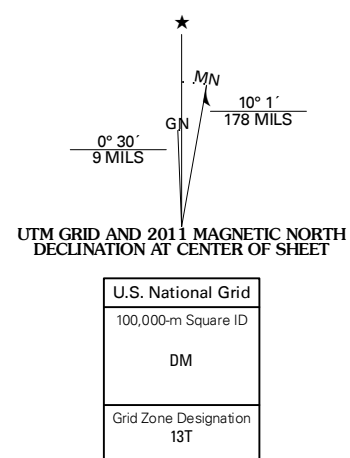 MN
GN
10° 1´
178 MILS
0° 30´
9 MILS
UTM GRID AND 2011 MAGNETIC NORTH
DECLINATION AT CENTER OF SHEET
U.S. National Grid
100,000-m Square ID
DM
Grid Zone Designation
13T